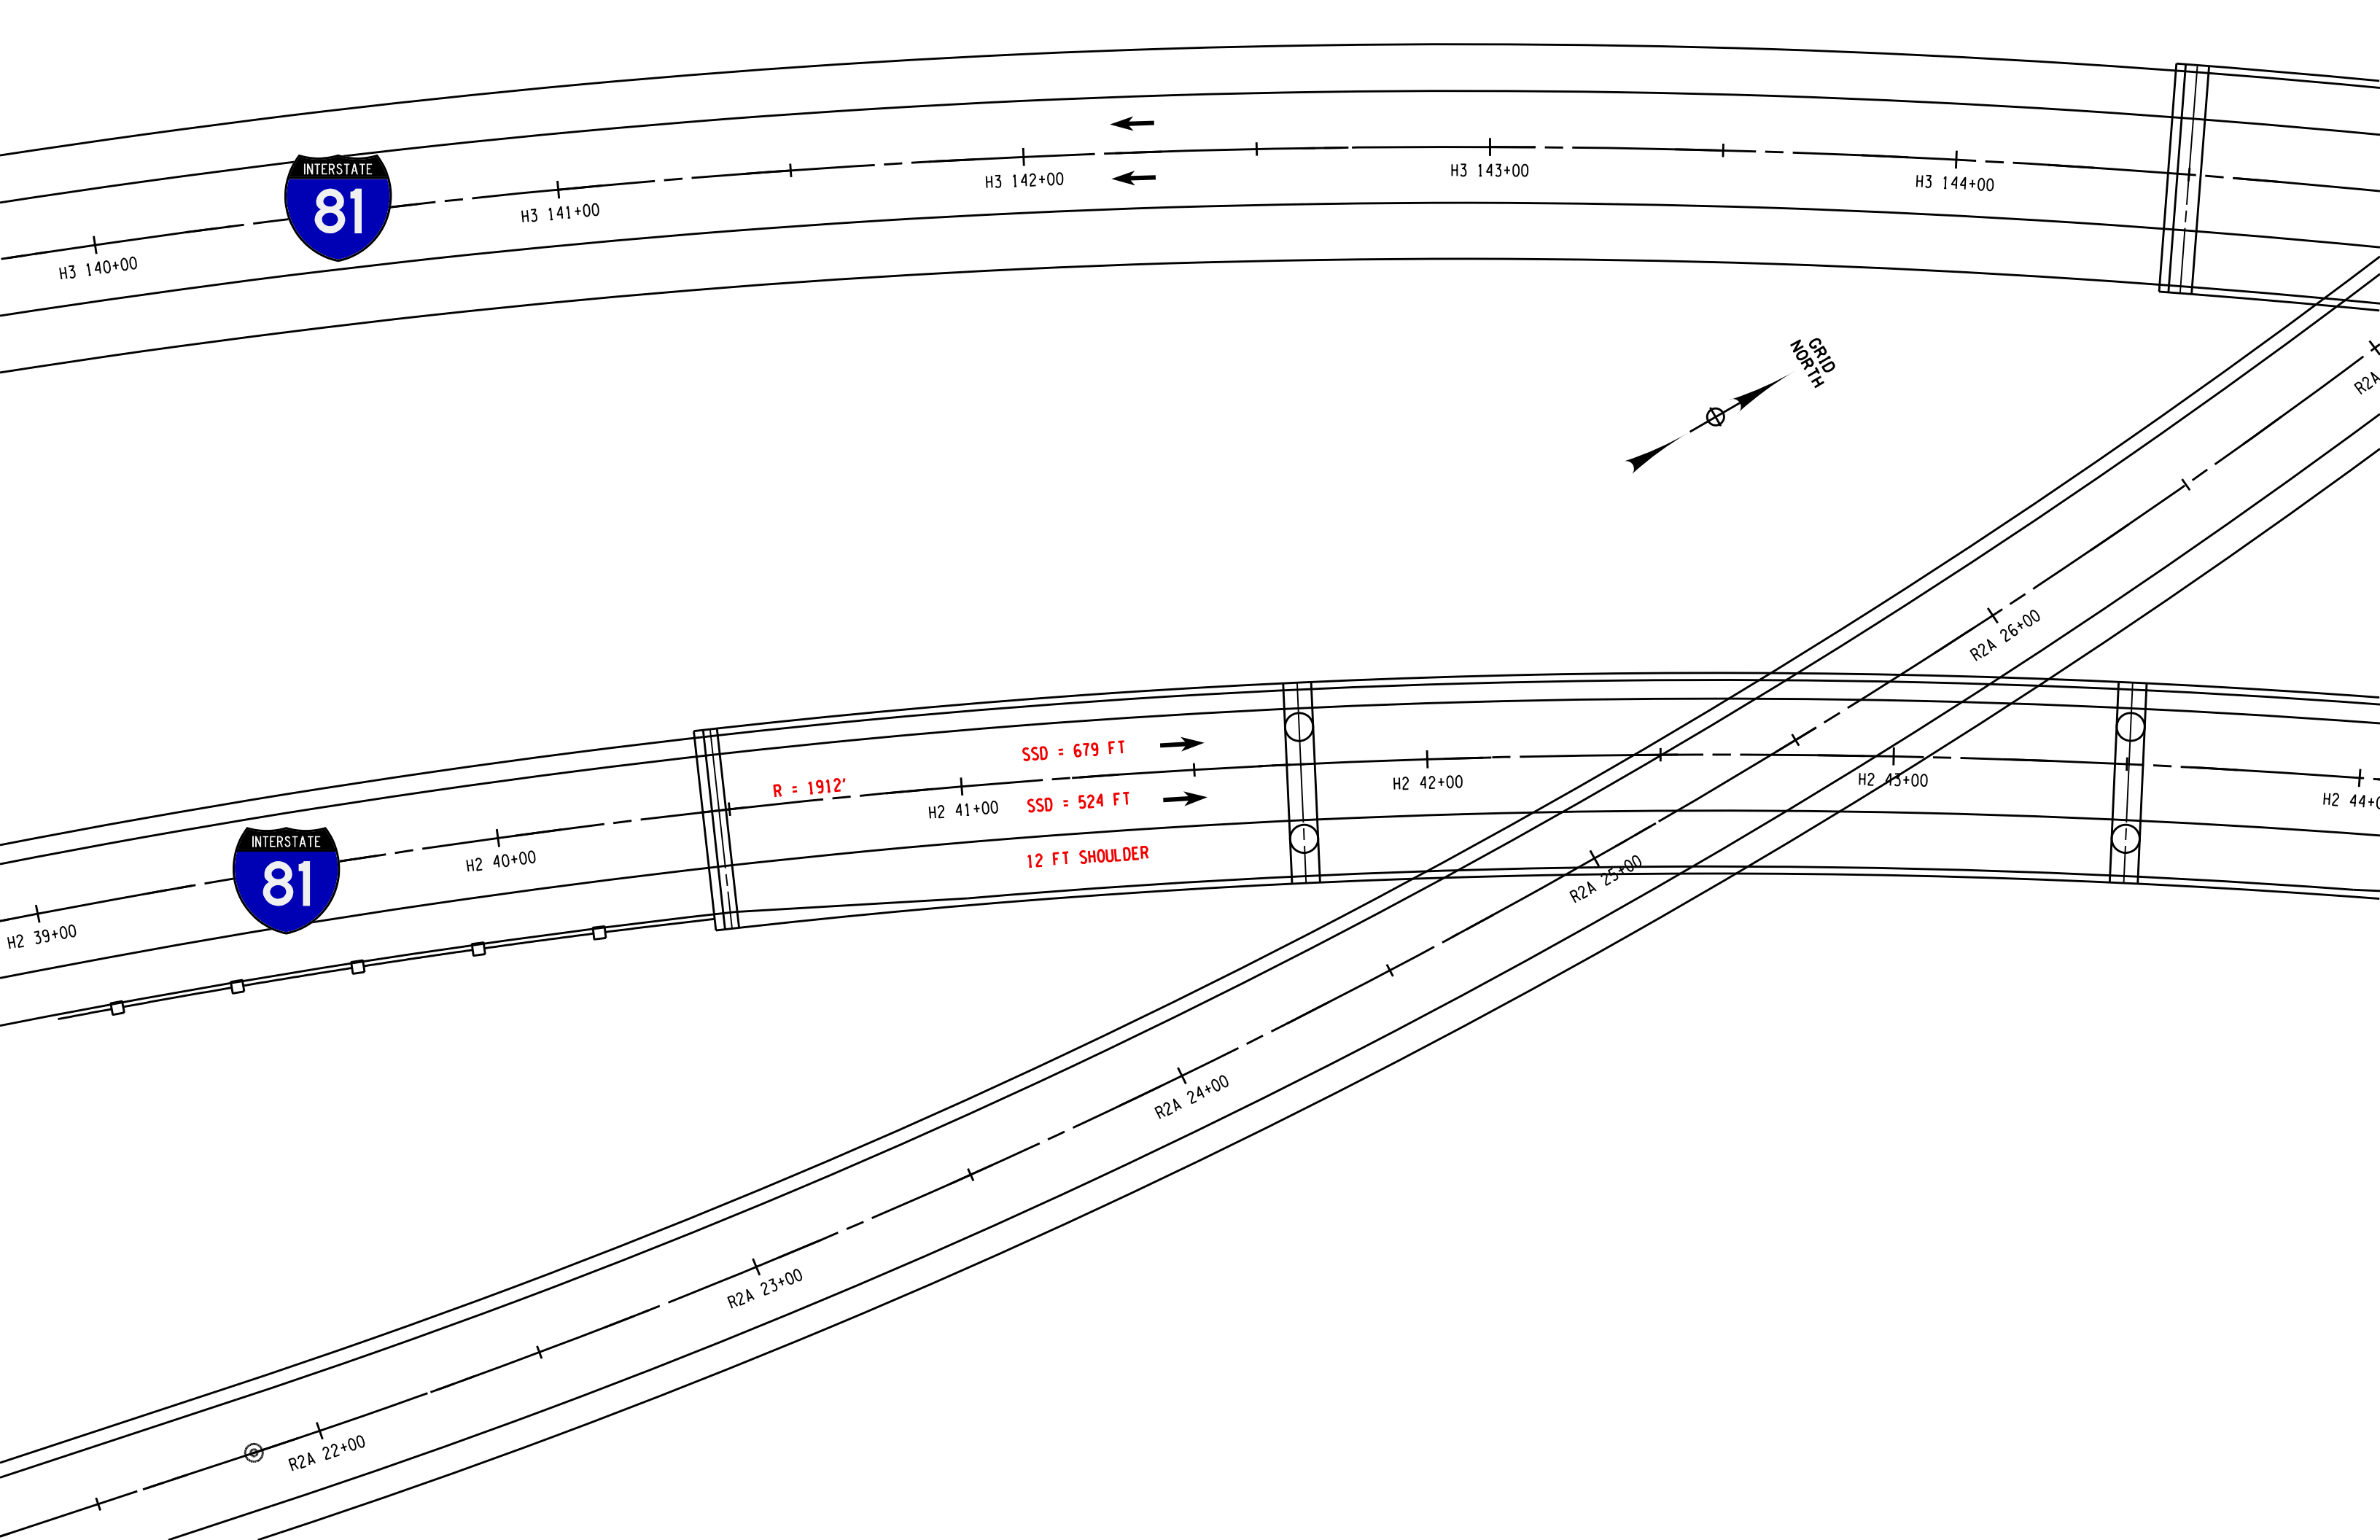 INTERSTATE
81
H3 140+00
H3 141+00
H3 142+00
H3 143+00
H3 144+00
GRID
NORTH
R2A
R2A 26+00
SSD = 679 FT
R = 1912'
SSD = 524 FT
12 FT SHOULDER
INTERSTATE
81
H2 39+00
H2 40+00
H2 41+00
H2 42+00
H2 43+00
H2 44+0
R2A 25+00
R2A 24+00
R2A 23+00
R2A 22+00